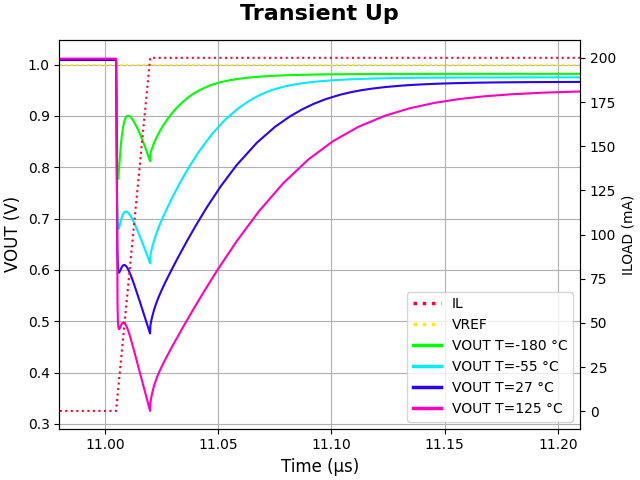 Transient Up
1.0
0.9
0.8
0.7
0.6
0.5
0.4
0.3
VOUT (V)
200
175
150
125
100
75
50
25
0
ILOAD (mA)
IL
VREF
VOUT T=-180 °C
VOUT T=-55 °C
VOUT T=27 °C
VOUT T=125 °C
11.00 11.05 11.10 11.15 11.20
Time (μs)